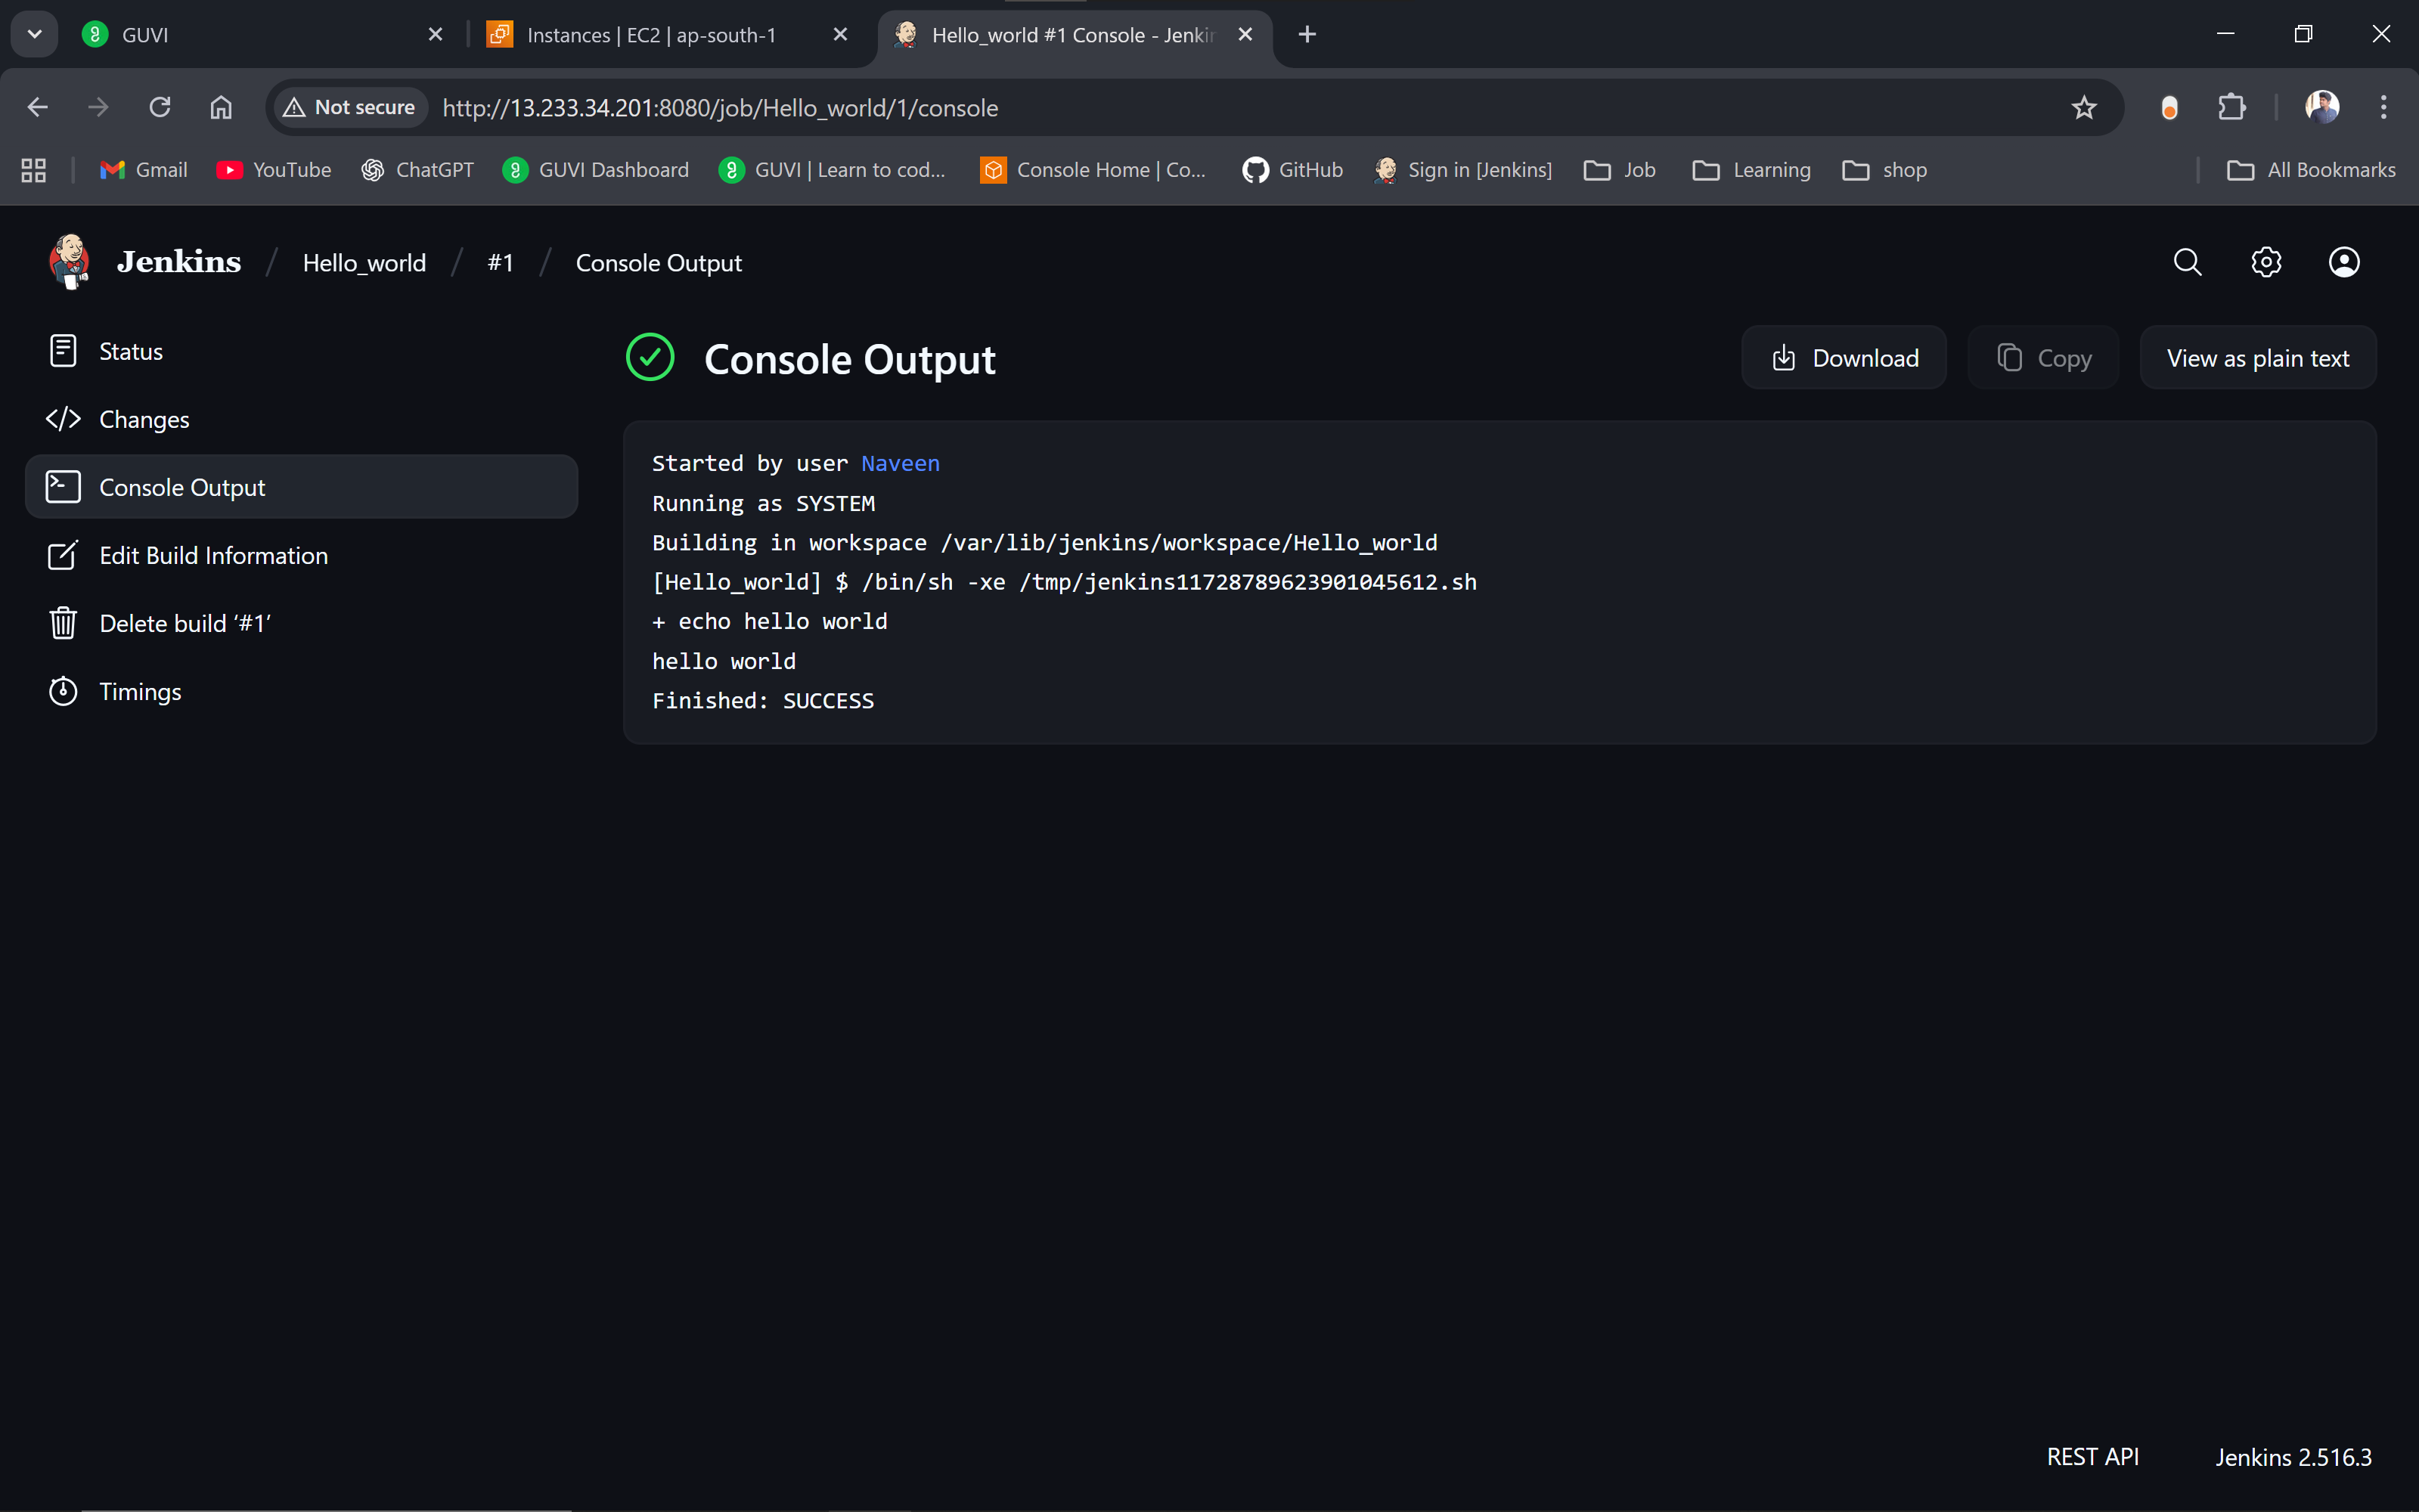 GUVI
Instances | EC2 | ap-south-1
Hello_world #1 Console - Jenkin
Not secure
http://13.233.34.201:8080/job/Hello_world/1/console
Gmail
YouTube
ChatGPT
GUVI Dashboard
GUVI | Learn to cod...
Console Home | Co...
GitHub
Sign in [Jenkins]
Job
Learning
shop
All Bookmarks
Jenkins / Hello_world / #1 / Console Output
Status
Changes
Console Output
Edit Build Information
Delete build ‘#1’
Timings
Console Output
Download
Copy
View as plain text
Started by user Naveen
Running as SYSTEM
Building in workspace /var/lib/jenkins/workspace/Hello_world
[Hello_world] $ /bin/sh -xe /tmp/jenkins11728789623901045612.sh
+ echo hello world
hello world
Finished: SUCCESS
REST API
Jenkins 2.516.3